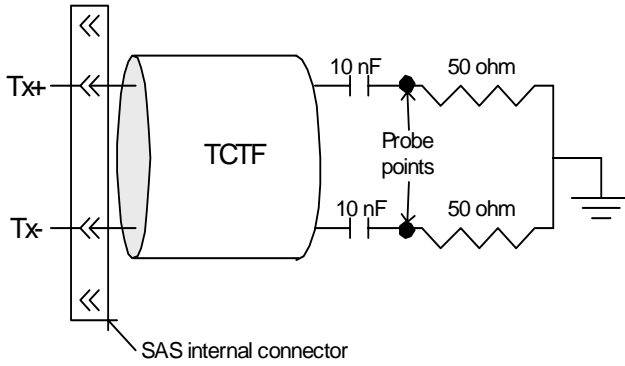 10 nF
50 ohm
Tx+
TCTF
Probe
points
10 nF
50 ohm
Tx-
SAS internal connector